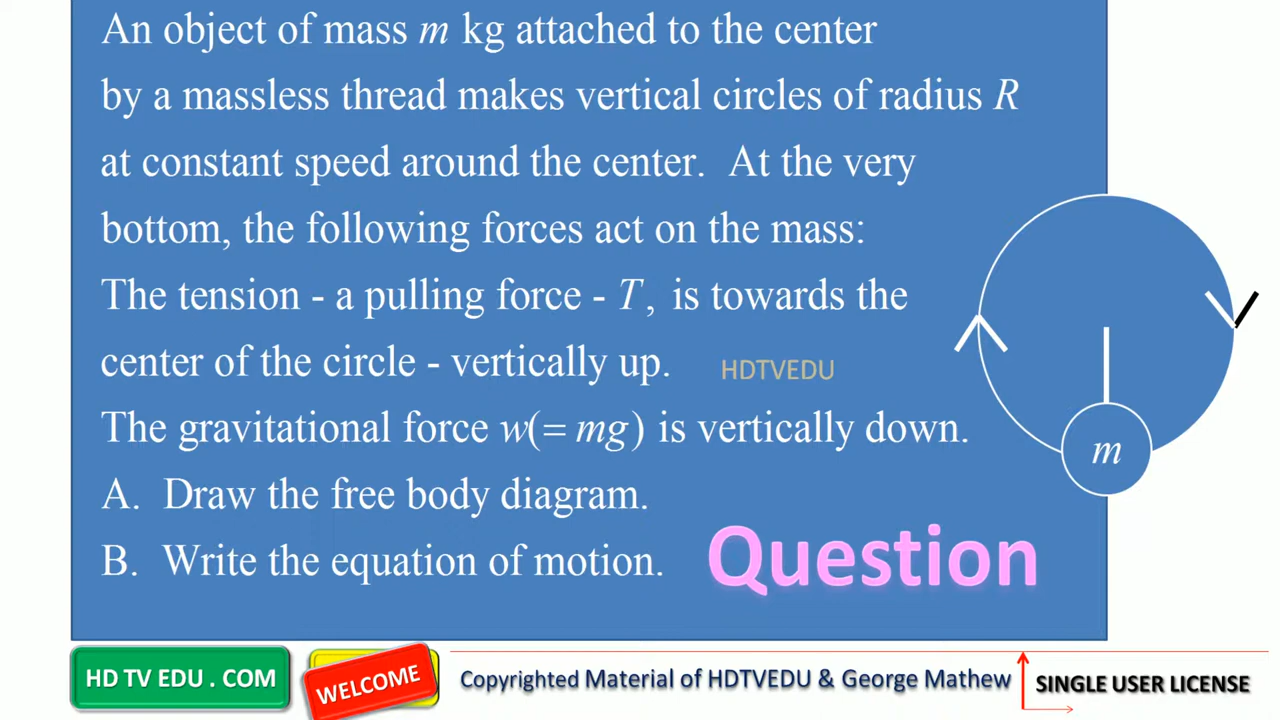 An object of mass m kg attached to the center
by a massless thread makes vertical circles of radius R
at constant speed around the center. At the very
bottom, the following forces act on the mass:
The tension - a pulling force - T, is towards the
center of the circle - vertically up.
HDTVEDU
The gravitational force w(= mg) is vertically down.
m
A. Draw the free body diagram.
B. Write the equation of motion.
Question
HD TV EDU . COM
WELCOME
Copyrighted Material of HDTVEDU & George Mathew
SINGLE USER LICENSE